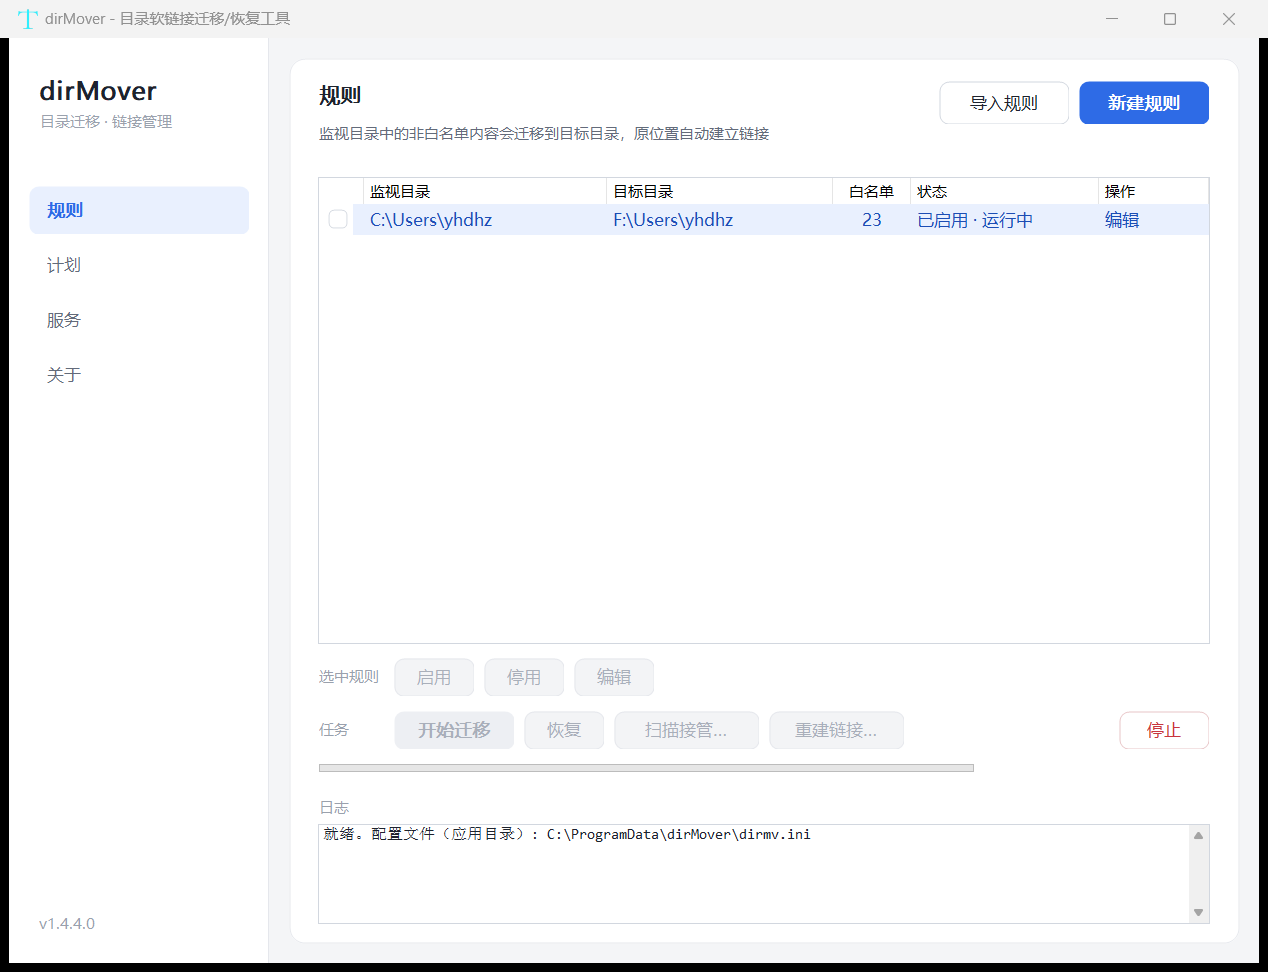 dirMover - 目录软链接迁移/恢复工具
dirMover
目录迁移 · 链接管理
规则
计划
服务
关于
v1.4.4.0
规则
监视目录中的非白名单内容会迁移到目标目录，原位置自动建立链接
导入规则
新建规则
监视目录 目标目录 白名单 状态 操作
C:\Users\yhdhz F:\Users\yhdhz 23 已启用 · 运行中 编辑
选中规则 启用 停用 编辑
任务 开始迁移 恢复 扫描接管... 重建链接... 停止
日志
就绪。配置文件（应用目录）: C:\ProgramData\dirMover\dirmv.ini